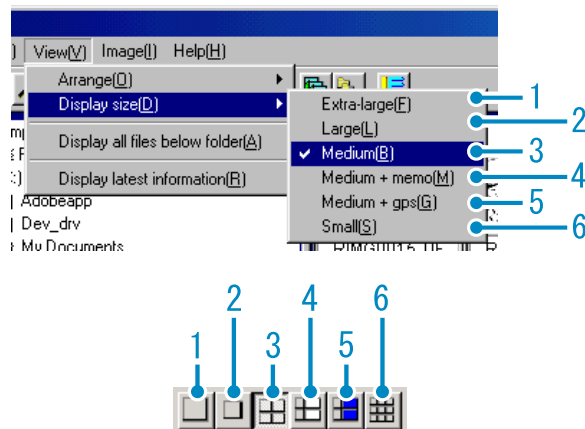 ) View(V) Image(I) Help(H)
Arrange(O)
Display size(D)
Display all files below folder(A)
Display latest information(R)
Extra-large(F) 1
Large(L) 2
Medium(B) 3
Medium + memo(M) 4
Medium + gps(G) 5
Small(S) 6
Adobeapp
Dev_drv
My Documents
1 2 3 4 5 6